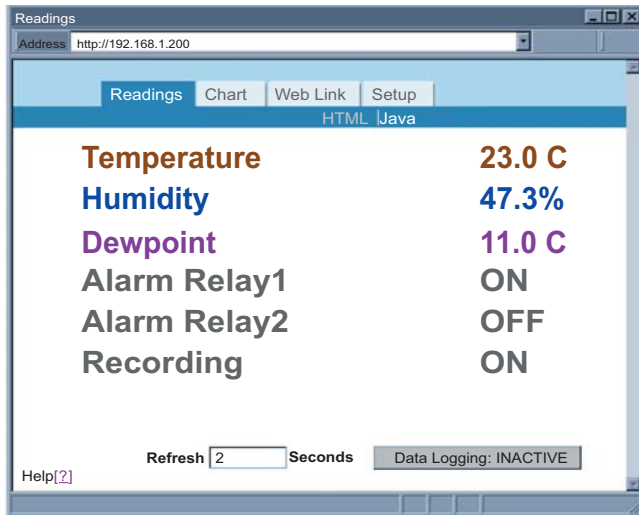 Readings
Address http://192.168.1.200
Readings Chart Web Link Setup
HTML |Java
Temperature 23.0 C
Humidity 47.3%
Dewpoint 11.0 C
Alarm Relay1 ON
Alarm Relay2 OFF
Recording ON
Refresh 2 Seconds Data Logging: INACTIVE
Help[?]